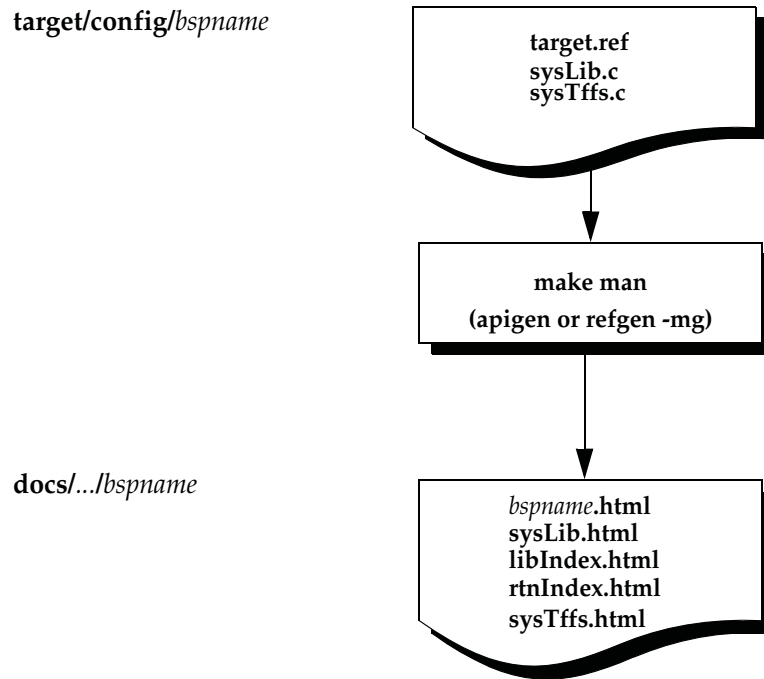 target/config/bspname
target.ref
sysLib.c
sysTffs.c
make man
(apigen or refgen -mg)
docs/.../bspname
bspname.html
sysLib.html
libIndex.html
rtnIndex.html
sysTffs.html